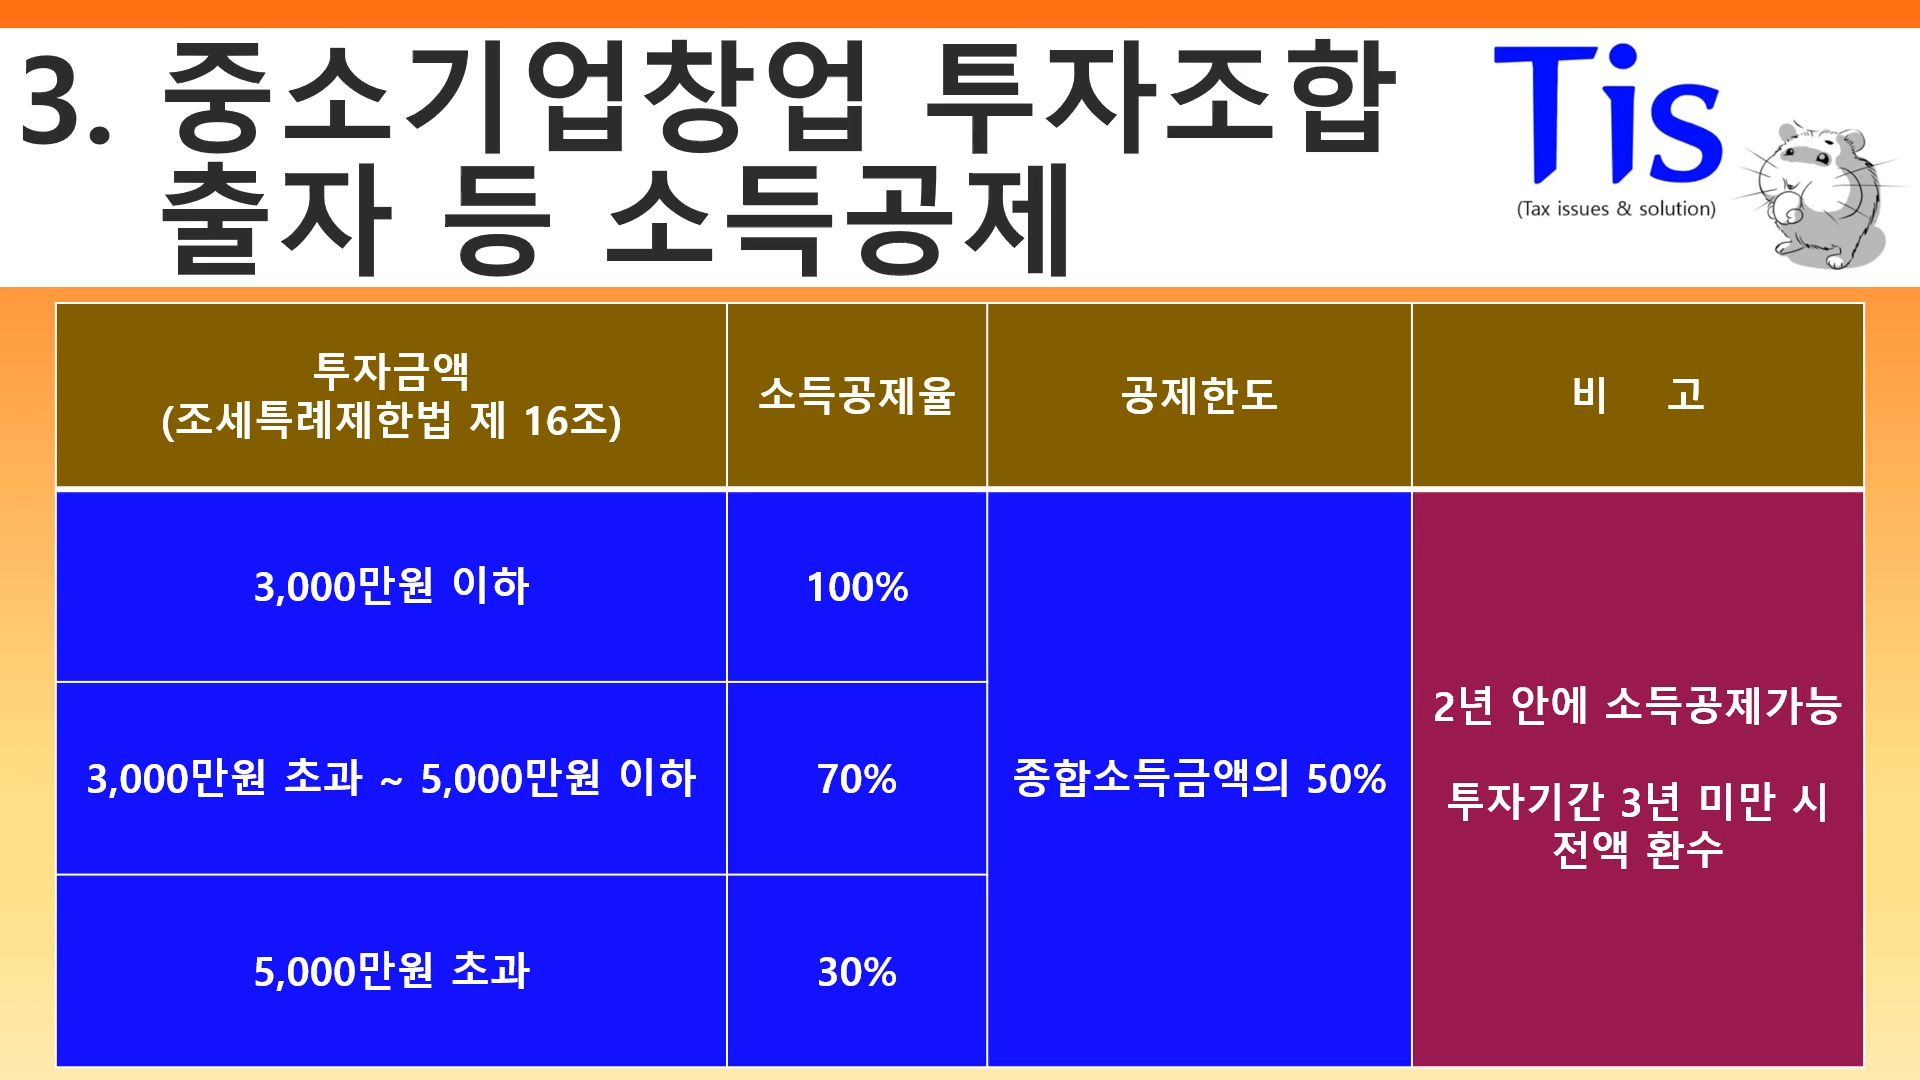 3. 중소기업창업 투자조합
출자 등 소득공제
Tis
(Tax issues & solution)
투자금액
(조세특례제한법 제 16조)
소득공제율
공제한도
비 고
3,000만원 이하
100%
3,000만원 초과 ~ 5,000만원 이하
70%
5,000만원 초과
30%
종합소득금액의 50%
2년 안에 소득공제가능
투자기간 3년 미만 시
전액 환수